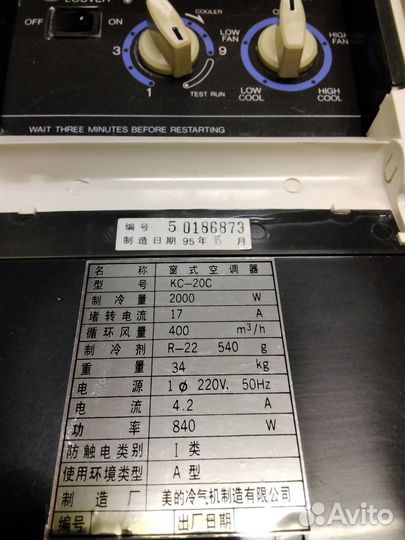 LOUVER
OFF ON
COOLER
3 9
1
TEST RUN
LOW FAN
HIGH FAN
LOW COOL
HIGH COOL
WAIT THREE MINUTES BEFORE RESTARTING
编号 5 0186873
制造日期 95年 月
名称 窗式空调器
型号 KC-20C
制冷量 2000 W
堵转电流 17 A
循环风量 400 m³/h
制冷剂 R-22 540 g
重量 34 kg
电源 1 ø 220V. 50Hz
电流 4.2 A
功率 840 W
防触电类别 I 类
使用环境类型 A 型
制造厂 美的冷气机制造有限公司
编号 出厂日期
Avito